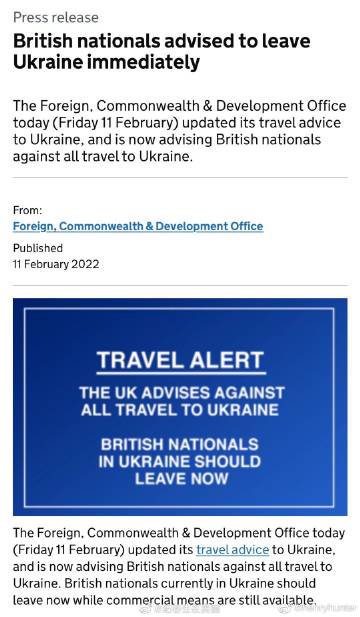 Press release
British nationals advised to leave
Ukraine immediately
The Foreign, Commonwealth & Development Office
today (Friday 11 February) updated its travel advice
to Ukraine, and is now advising British nationals
against all travel to Ukraine.
From:
Foreign, Commonwealth & Development Office
Published
11 February 2022
TRAVEL ALERT
THE UK ADVISES AGAINST
ALL TRAVEL TO UKRAINE
BRITISH NATIONALS
IN UKRAINE SHOULD
LEAVE NOW
The Foreign, Commonwealth & Development Office today
(Friday 11 February) updated its travel advice to Ukraine,
and is now advising British nationals against all travel to
Ukraine. British nationals currently in Ukraine should
leave now while commercial means are still available.